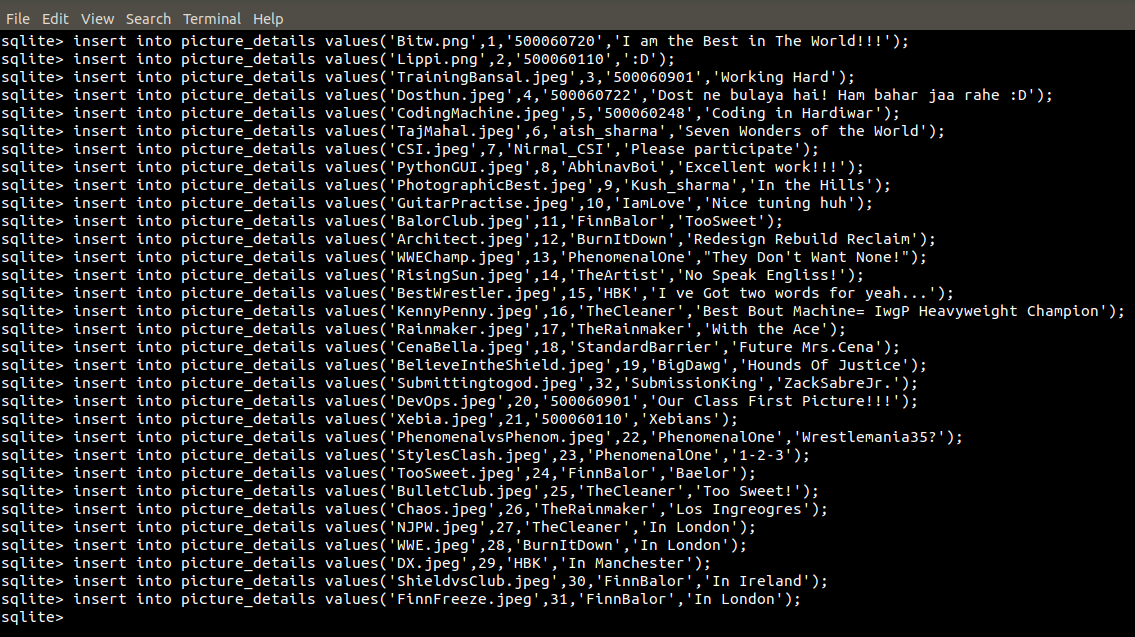 File Edit View Search Terminal Help
sqlite> insert into picture_details values('Bitw.png',1,'500060720','I am the Best in The World!!!');
sqlite> insert into picture_details values('Lippi.png',2,'500060110',':D');
sqlite> insert into picture_details values('TrainingBansal.jpeg',3,'500060901','Working Hard');
sqlite> insert into picture_details values('Dosthun.jpeg',4,'500060722','Dost ne bulaya hai! Ham bahar jaa rahe :D');
sqlite> insert into picture_details values('CodingMachine.jpeg',5,'500060248','Coding in Hardiwar');
sqlite> insert into picture_details values('TajMahal.jpeg',6,'aish_sharma','Seven Wonders of the World');
sqlite> insert into picture_details values('CSI.jpeg',7,'Nirmal_CSI','Please participate');
sqlite> insert into picture_details values('PythonGUI.jpeg',8,'AbhinavBoi','Excellent work!!!');
sqlite> insert into picture_details values('PhotographicBest.jpeg',9,'Kush_sharma','In the Hills');
sqlite> insert into picture_details values('GuitarPractise.jpeg',10,'IamLove','Nice tuning huh');
sqlite> insert into picture_details values('BalorClub.jpeg',11,'FinnBalor','TooSweet');
sqlite> insert into picture_details values('Architect.jpeg',12,'BurnItDown','Redesign Rebuild Reclaim');
sqlite> insert into picture_details values('WWEChamp.jpeg',13,'PhenomenalOne',"They Don't Want None!");
sqlite> insert into picture_details values('RisingSun.jpeg',14,'TheArtist','No Speak Engliss!');
sqlite> insert into picture_details values('BestWrestler.jpeg',15,'HBK','I ve Got two words for yeah...');
sqlite> insert into picture_details values('KennyPenny.jpeg',16,'TheCleaner','Best Bout Machine= IwgP Heavyweight Champion');
sqlite> insert into picture_details values('Rainmaker.jpeg',17,'TheRainmaker','With the Ace');
sqlite> insert into picture_details values('CenaBella.jpeg',18,'StandardBarrier','Future Mrs.Cena');
sqlite> insert into picture_details values('BelieveIntheShield.jpeg',19,'BigDawg','Hounds Of Justice');
sqlite> insert into picture_details values('Submittingtogod.jpeg',32,'SubmissionKing','ZackSabreJr.');
sqlite> insert into picture_details values('DevOps.jpeg',20,'500060901','Our Class First Picture!!!');
sqlite> insert into picture_details values('Xebia.jpeg',21,'500060110','Xebians');
sqlite> insert into picture_details values('PhenomenalvsPhenom.jpeg',22,'PhenomenalOne','Wrestlemania35?');
sqlite> insert into picture_details values('StylesClash.jpeg',23,'PhenomenalOne','1-2-3');
sqlite> insert into picture_details values('TooSweet.jpeg',24,'FinnBalor','Baelor');
sqlite> insert into picture_details values('BulletClub.jpeg',25,'TheCleaner','Too Sweet!');
sqlite> insert into picture_details values('Chaos.jpeg',26,'TheRainmaker','Los Ingreogres');
sqlite> insert into picture_details values('NJPW.jpeg',27,'TheCleaner','In London');
sqlite> insert into picture_details values('WWE.jpeg',28,'BurnItDown','In London');
sqlite> insert into picture_details values('DX.jpeg',29,'HBK','In Manchester');
sqlite> insert into picture_details values('ShieldvsClub.jpeg',30,'FinnBalor','In Ireland');
sqlite> insert into picture_details values('FinnFreeze.jpeg',31,'FinnBalor','In London');
sqlite>